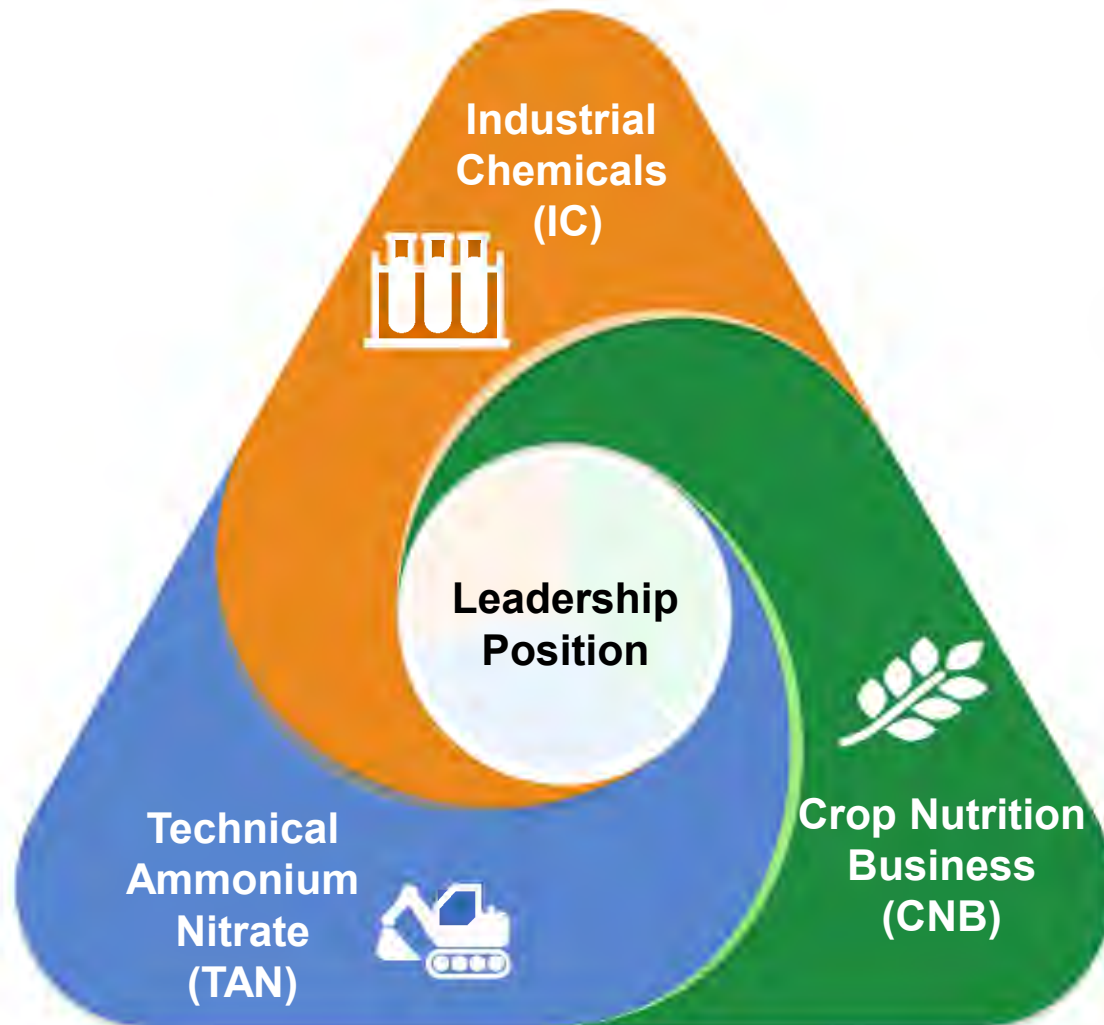 Industrial
Chemicals
(IC)
Leadership
Position
Technical
Ammonium
Nitrate
(TAN)
Crop Nutrition
Business
(CNB)